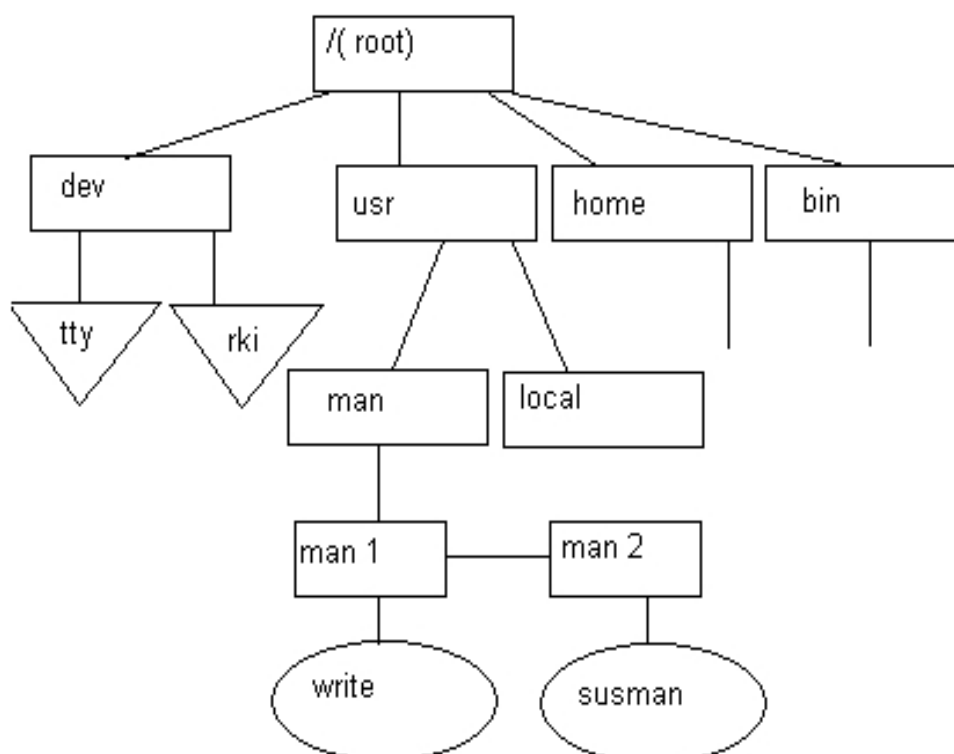 /( root)
dev
usr
home
bin
tty
rki
man
local
man 1
man 2
write
susman